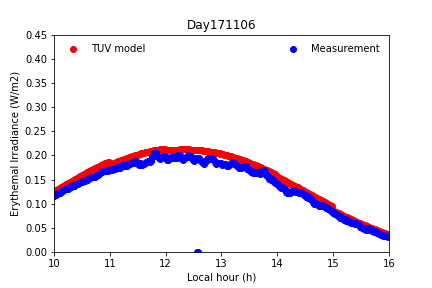 Day171106
TUV model
Measurement
Erythemal Irradiance (W/m2)
0.45
0.40
0.35
0.30
0.25
0.20
0.15
0.10
0.05
0.00
10 11 12 13 14 15 16
Local hour (h)